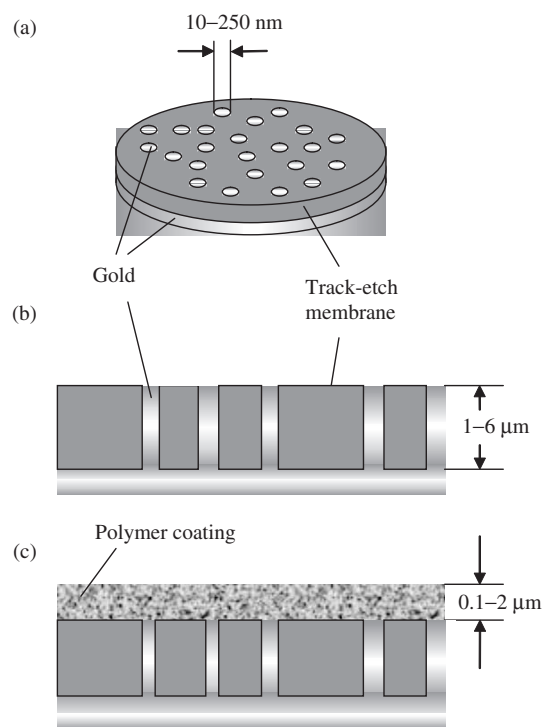 (a)
10–250 nm
Gold
Track-etch
membrane
(b)
1–6 μm
(c)
Polymer coating
0.1–2 μm